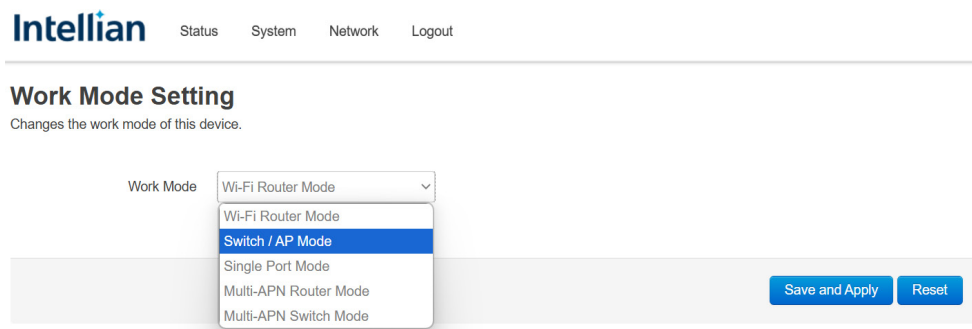 Intellian Status System Network Logout
Work Mode Setting
Changes the work mode of this device.
Work Mode Wi-Fi Router Mode
Wi-Fi Router Mode
Switch / AP Mode
Single Port Mode
Multi-APN Router Mode
Multi-APN Switch Mode
Save and Apply Reset